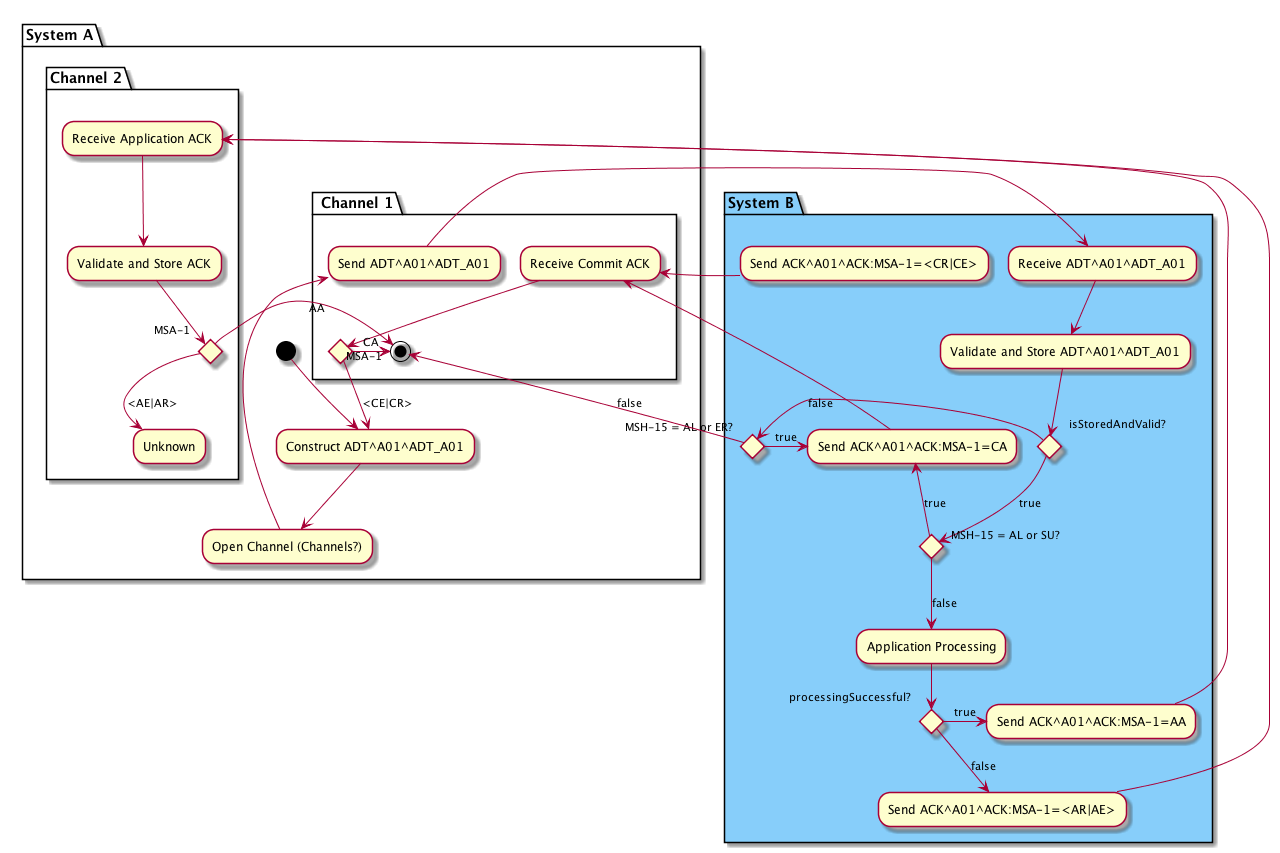 System A
Channel 2
Receive Application ACK
Channel 1
System B
Send ADT^A01^ADT_A01
Receive Commit ACK
Send ACK^A01^ACK:MSA-1=<CR|CE>
Receive ADT^A01^ADT_A01
Validate and Store ACK
AA
MSA-1
CA
MSA-1
Validate and Store ADT^A01^ADT_A01
<AE|AR>
<CE|CR>
false
false
isStoredAndValid?
MSH-15 = AL or ER?
true
Unknown
Construct ADT^A01^ADT_A01
Send ACK^A01^ACK:MSA-1=CA
true
true
MSH-15 = AL or SU?
Open Channel (Channels?)
false
Application Processing
processingSuccessful?
true
Send ACK^A01^ACK:MSA-1=AA
false
Send ACK^A01^ACK:MSA-1=<AR|AE>